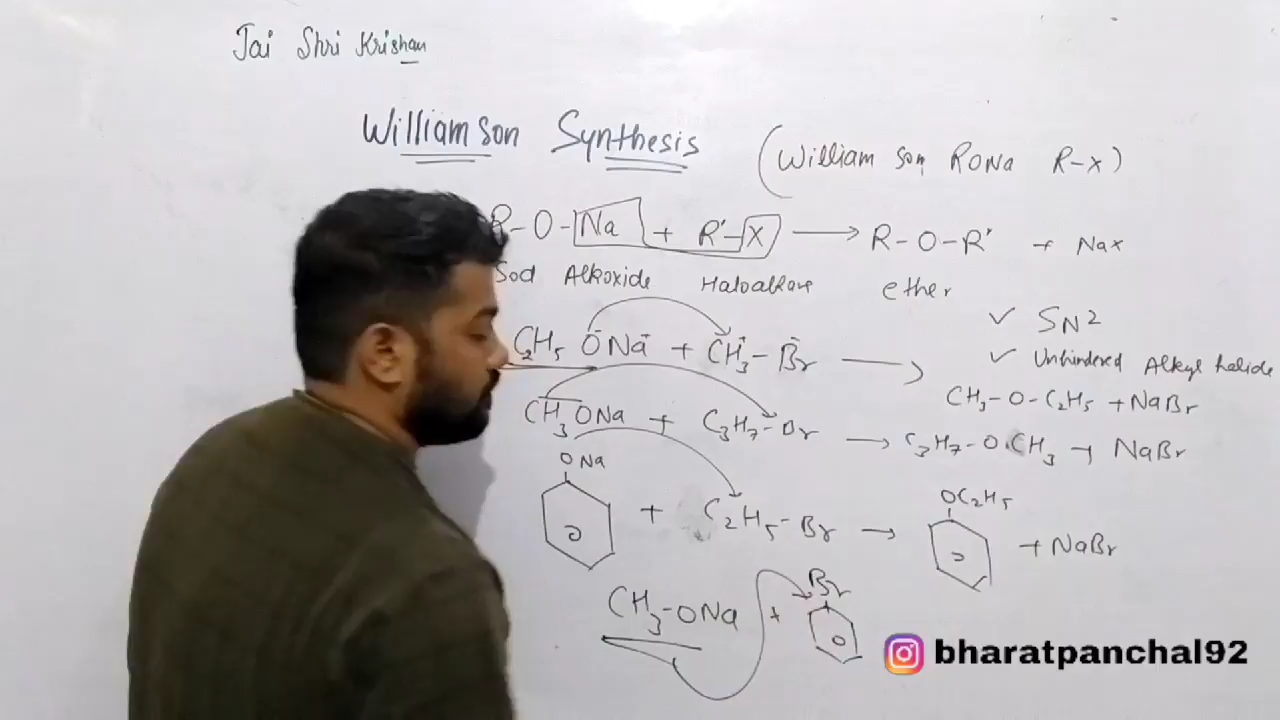 Jai Shri Krishan
Williamson Synthesis (William son RONa R-X)
R-O-Na + R'-X → R-O-R' + NaX
Sod Alkoxide Haloalkane ether
✓ SN2
✓ Unhindered Alkyl halide
C2H5 O⁻Na⁺ + CH3⁺-Br⁻ →
CH3-O-C2H5 + NaBr
CH3ONa + C3H7-Br → C3H7-O.CH3 + NaBr
ONa + C2H5-Br → OC2H5 + NaBr
CH3-ONa + Br
bharatpanchal92